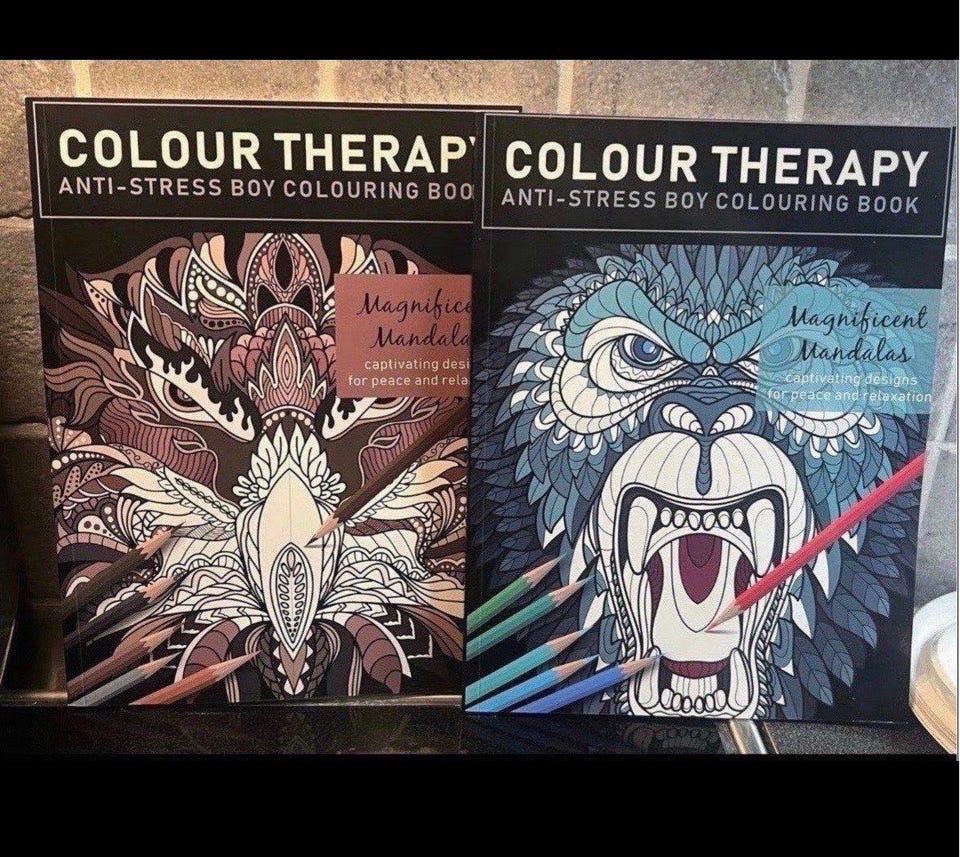 COLOUR THERAPY
ANTI-STRESS BOY COLOURING BOO
Magnifice
Mandala
captivating desi
for peace and rela
COLOUR THERAPY
ANTI-STRESS BOY COLOURING BOOK
Magnificent
Mandalas
captivating designs
for peace and relaxation